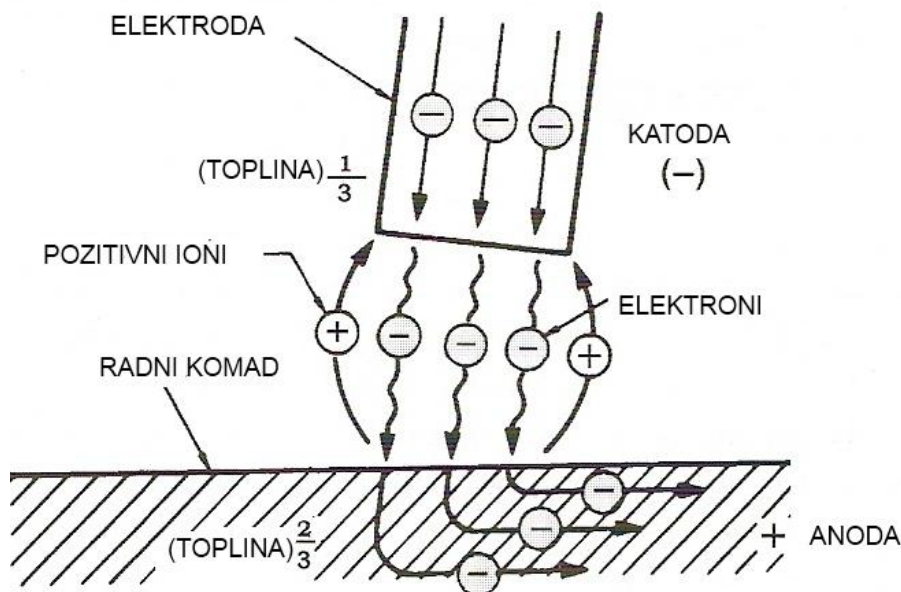 ELEKTRODA
KATODA
(−)
(TOPLINA) 1/3
POZITIVNI IONI
ELEKTRONI
RADNI KOMAD
(TOPLINA) 2/3
+ ANODA